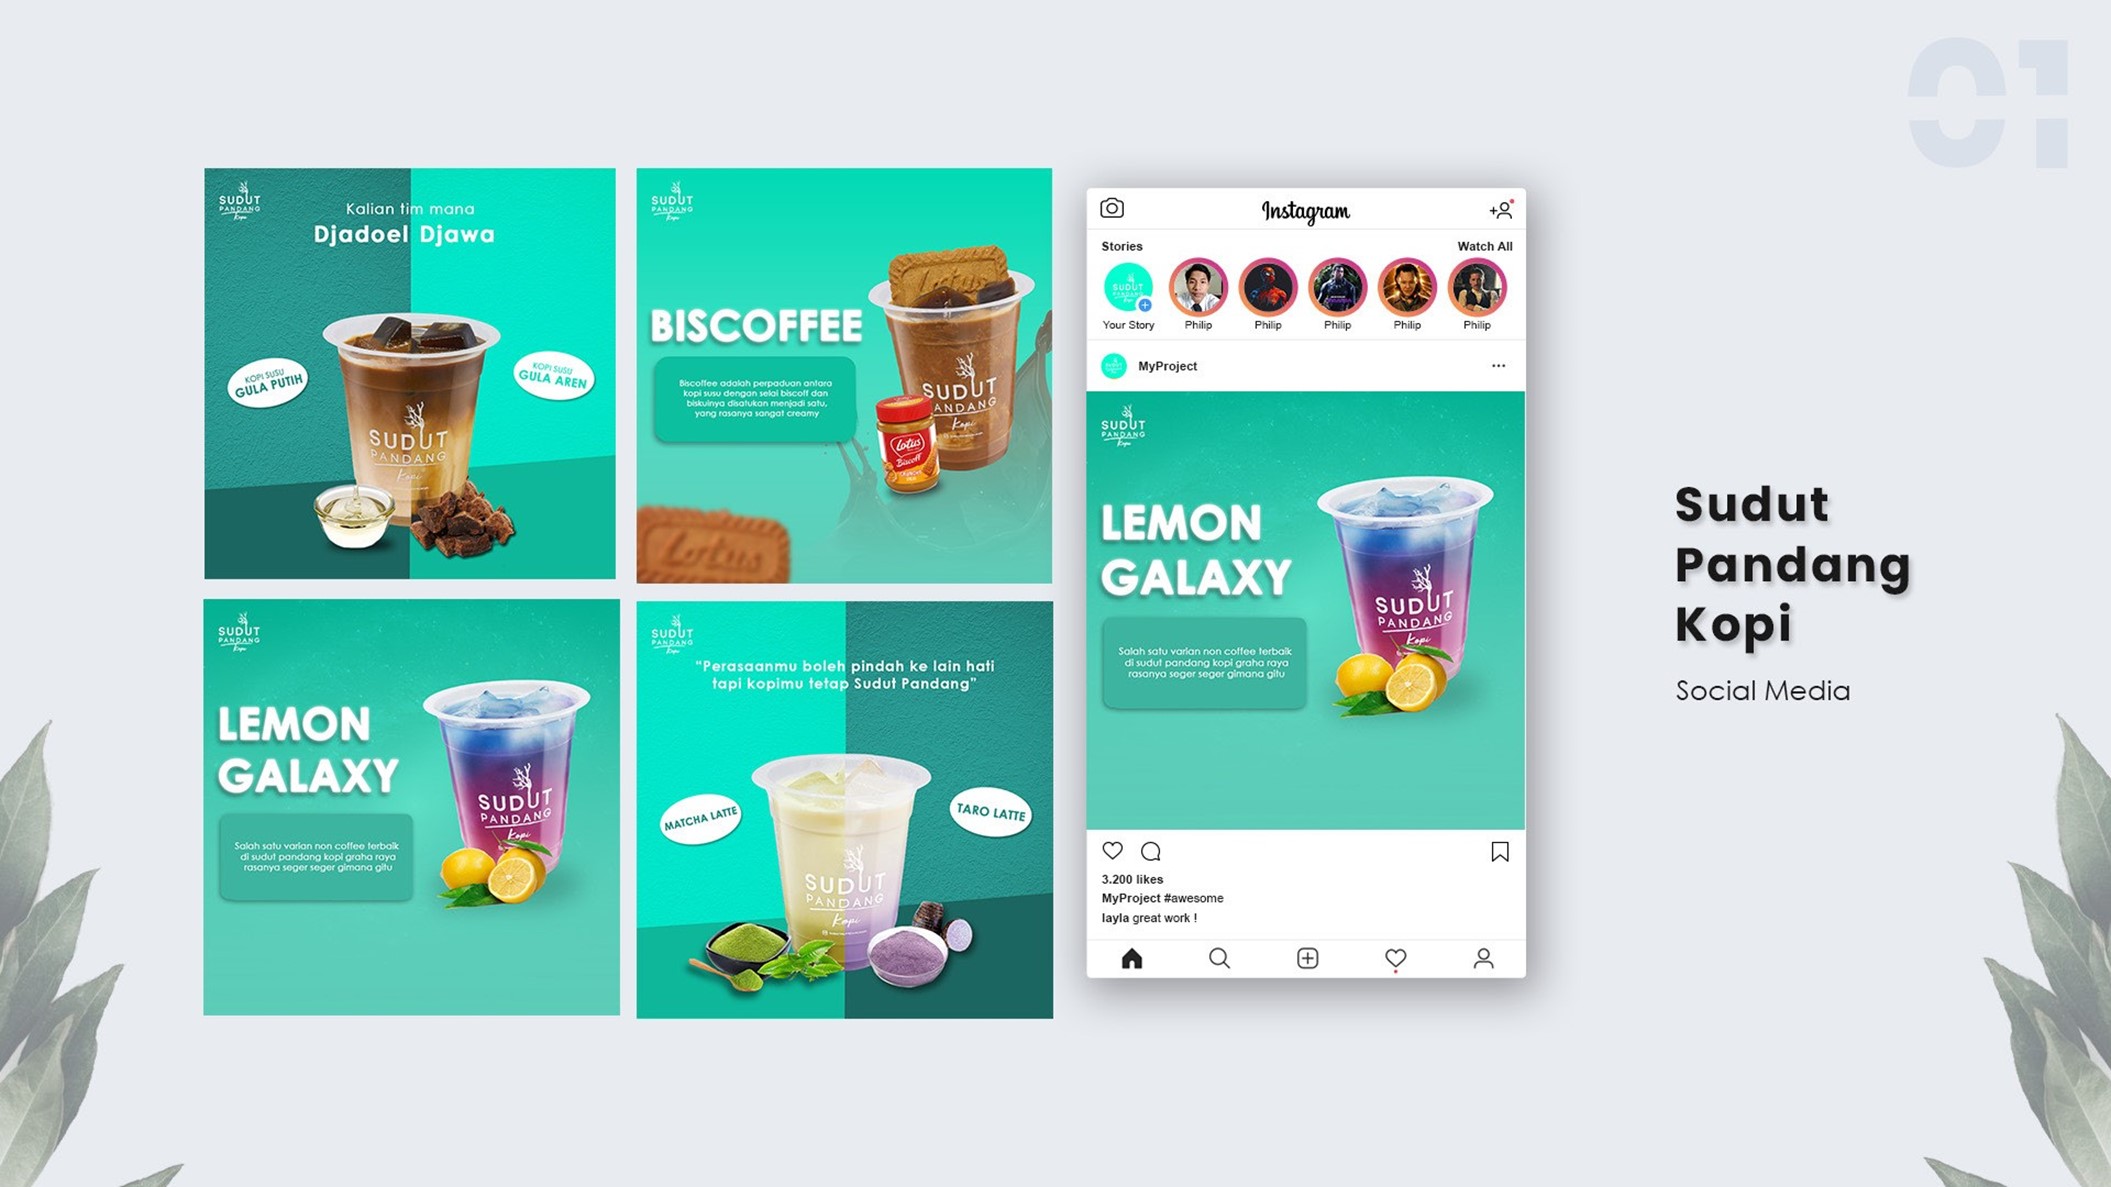 01
SUDUT
PANDANG
Kopi
Kalian tim mana
Djadoel Djawa
KOPI SUSU
GULA PUTIH
KOPI SUSU
GULA AREN
SUDUT
PANDANG
Kopi
SUDUT
PANDANG
Kopi
BISCOFFEE
Biscoffee adalah perpaduan antara
kopi susu dengan selai biscoff dan
biskuinya disatukan menjadi satu,
yang rasanya sangat creamy
SUDUT
PANDANG
Kopi
Lotus
Biscoff
Lotus
SUDUT
PANDANG
Kopi
LEMON
GALAXY
Salah satu varian non coffee terbaik
di sudut pandang kopi graha raya
rasanya seger seger gimana gitu
SUDUT
PANDANG
Kopi
SUDUT
PANDANG
Kopi
"Perasaanmu boleh pindah ke lain hati
tapi kopimu tetap Sudut Pandang"
MATCHA LATTE
TARO LATTE
SUDUT
PANDANG
Kopi
Instagram
Stories
Watch All
SUDUT
PANDANG
Your Story
Philip
Philip
Philip
Philip
Philip
MyProject
SUDUT
PANDANG
Kopi
LEMON
GALAXY
Salah satu varian non coffee terbaik
di sudut pandang kopi graha raya
rasanya seger seger gimana gitu
SUDUT
PANDANG
Kopi
3.200 likes
MyProject #awesome
layla great work !
Sudut
Pandang
Kopi
Social Media